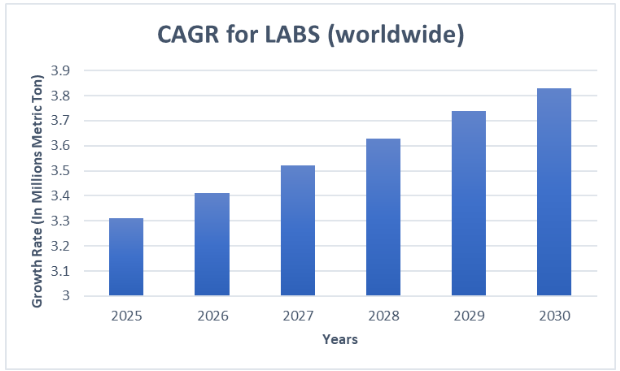 CAGR for LABS (worldwide)
Growth Rate (In Millions Metric Ton)
3.9
3.8
3.7
3.6
3.5
3.4
3.3
3.2
3.1
3
2025 2026 2027 2028 2029 2030
Years